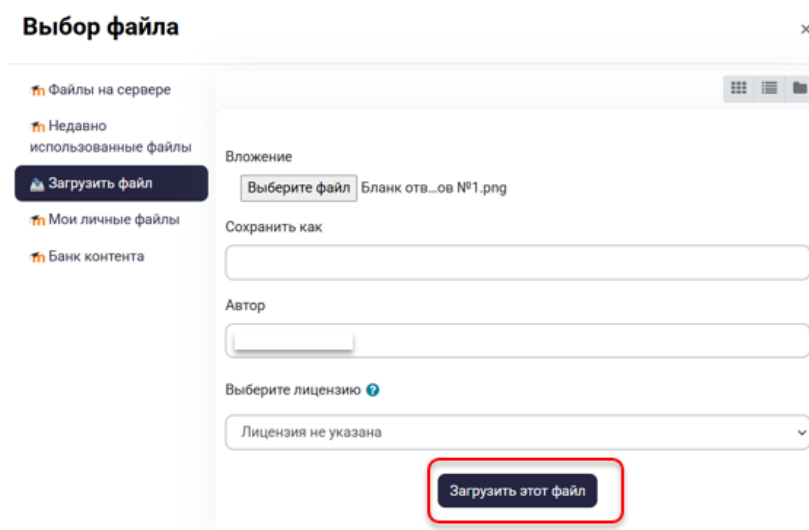 Выбор файла
Файлы на сервере
Недавно
использованные файлы
Загрузить файл
Мои личные файлы
Банк контента
Вложение
Выберите файл Бланк отв...ов №1.png
Сохранить как
Автор
Выберите лицензию ?
Лицензия не указана
Загрузить этот файл